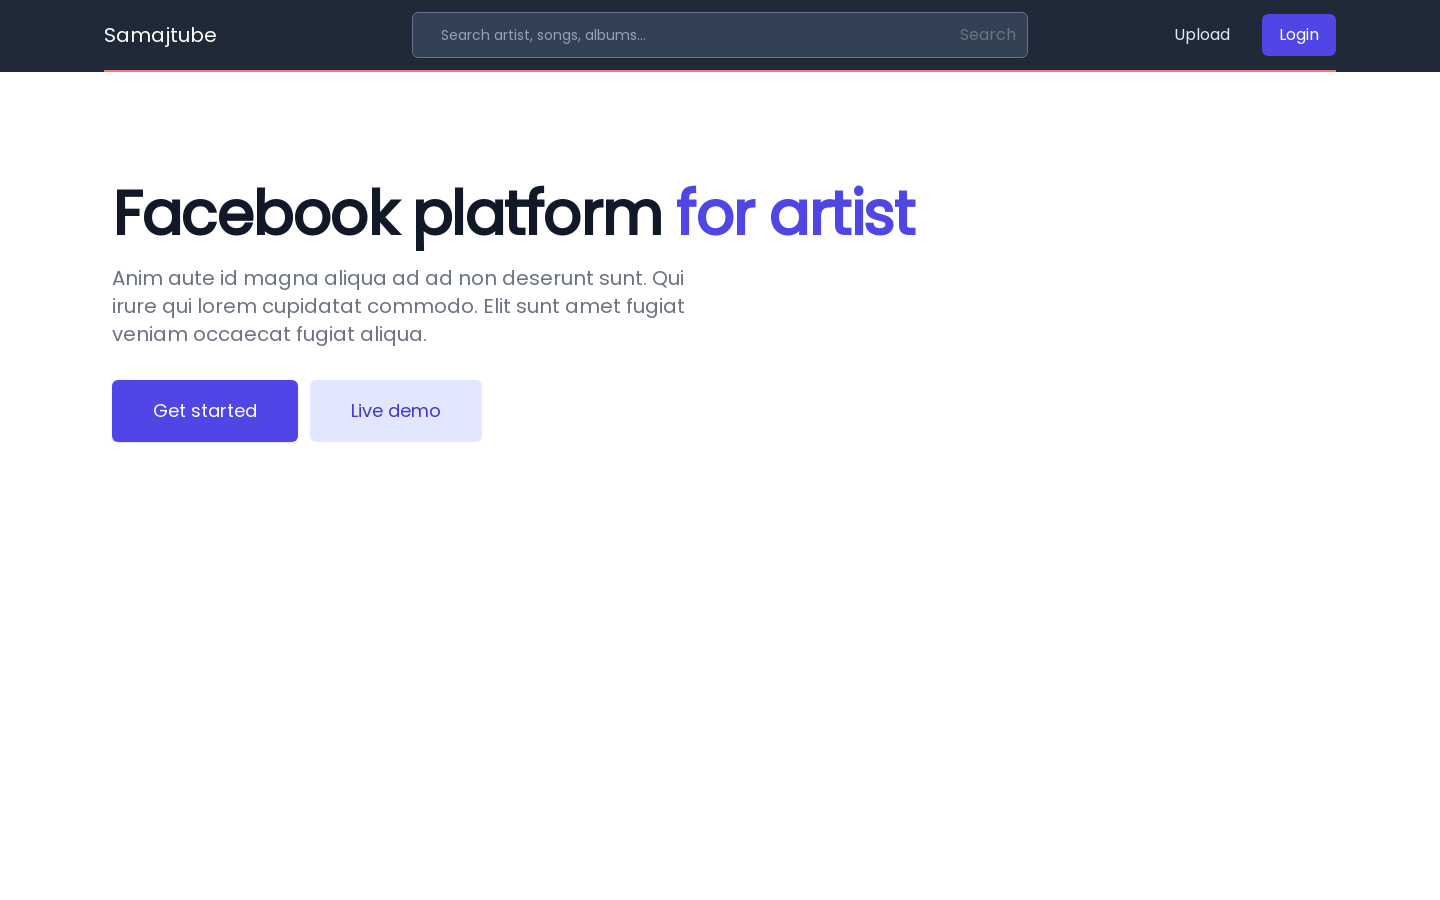 Samajtube
Search artist, songs, albums...
Search
Upload
Login
Facebook platform for artist
Anim aute id magna aliqua ad ad non deserunt sunt. Qui
irure qui lorem cupidatat commodo. Elit sunt amet fugiat
veniam occaecat fugiat aliqua.
Get started
Live demo